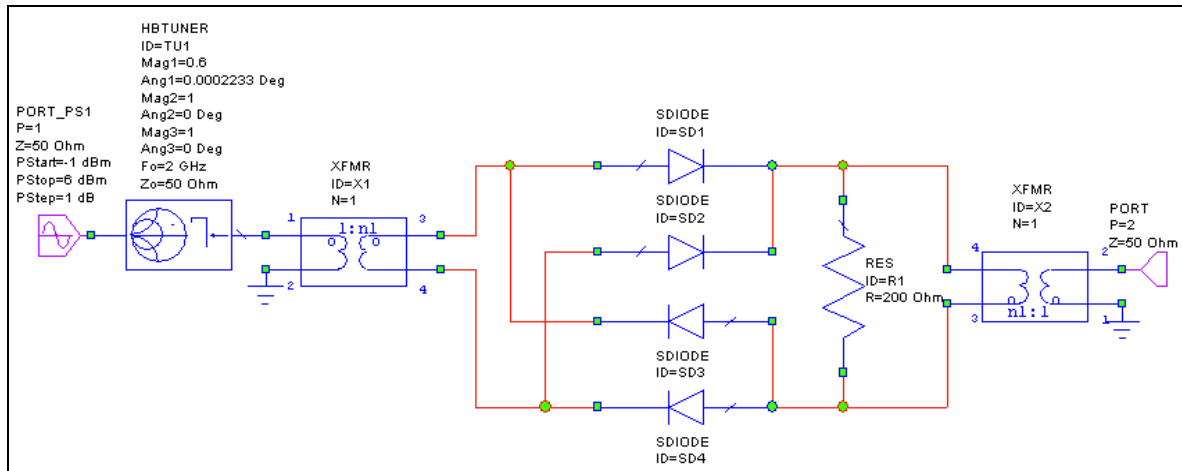 HBTUNER
ID=TU1
Mag1=0.6
Ang1=0.0002233 Deg
Mag2=1
Ang2=0 Deg
Mag3=1
Ang3=0 Deg
Fo=2 GHz
Zo=50 Ohm
PORT_PS1
P=1
Z=50 Ohm
PStart=-1 dBm
PStop=6 dBm
PStep=1 dB
XFMR
ID=X1
N=1
1
2
3
4
1:n1
o
o
SDIODE
ID=SD1
SDIODE
ID=SD2
SDIODE
ID=SD3
SDIODE
ID=SD4
RES
ID=R1
R=200 Ohm
XFMR
ID=X2
N=1
4
3
2
1
o
o
n1:1
PORT
P=2
Z=50 Ohm